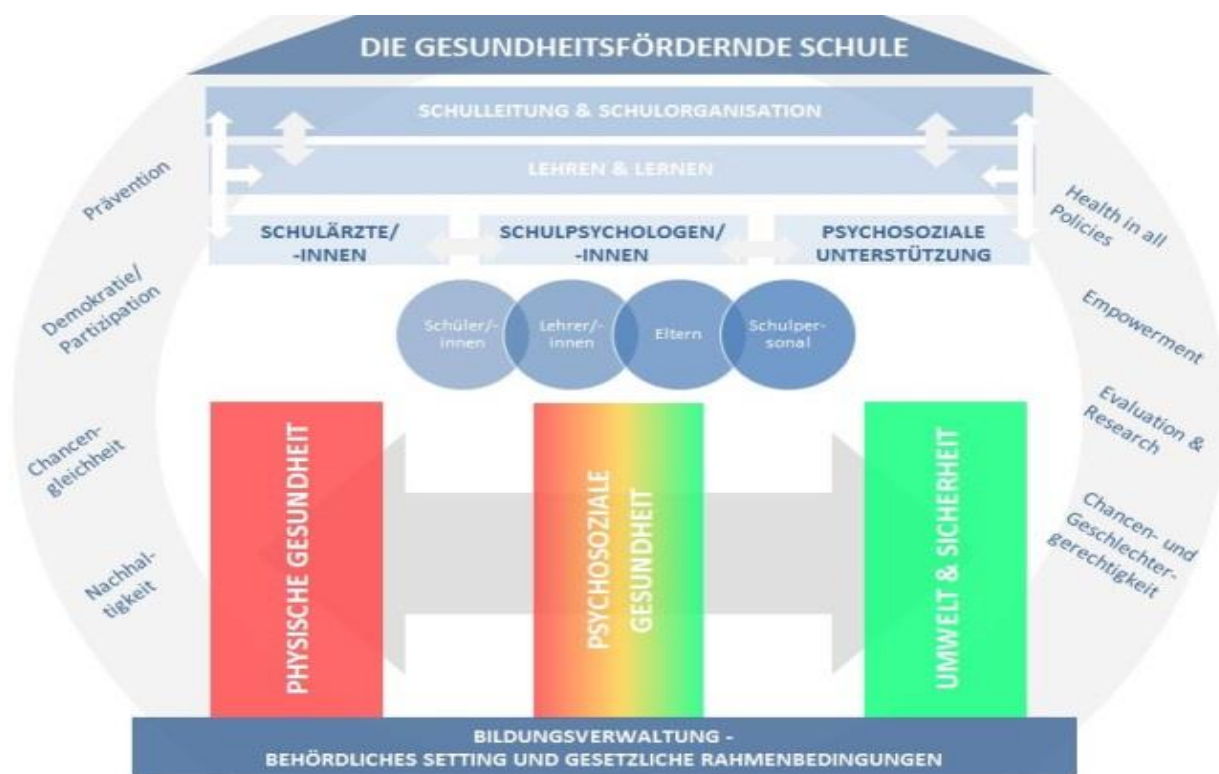 DIE GESUNDHEITSFÖRDERNDE SCHULE
SCHULLEITUNG & SCHULORGANISATION
LEHREN & LERNEN
SCHULÄRZTE/
-INNEN
SCHULPSYCHOLOGEN/
-INNEN
PSYCHOSOZIALE
UNTERSTÜTZUNG
Schüler/-
innen
Lehrer/-
innen
Eltern
Schulper-
sonal
Prävention
Demokratie/
Partizipation
Chancen-
gleichheit
Nachhal-
tigkeit
Health in all
Policies
Empowerment
Evaluation &
Research
Chancen- und
Geschlechter-
gerechtigkeit
PHYSISCHE GESUNDHEIT
PSYCHOSOZIALE
GESUNDHEIT
UMWELT & SICHERHEIT
BILDUNGSVERWALTUNG -
BEHÖRDLICHES SETTING UND GESETZLICHE RAHMENBEDINGUNGEN